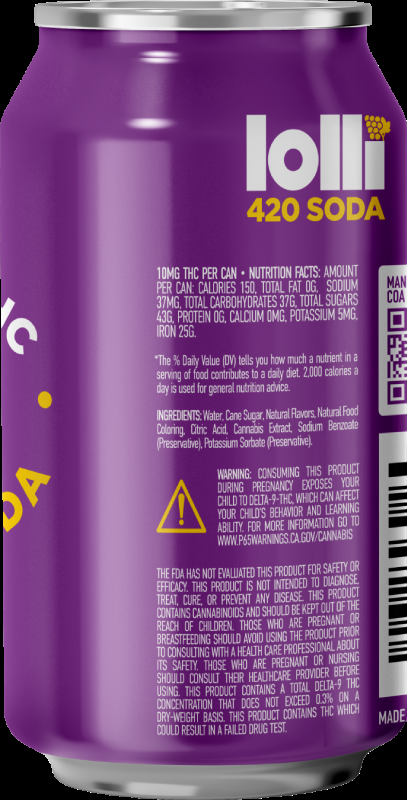 lolli
420 SODA
10MG THC PER CAN • NUTRITION FACTS: AMOUNT
PER CAN: CALORIES 150, TOTAL FAT 0G, SODIUM
37MG, TOTAL CARBOHYDRATES 37G, TOTAL SUGARS
43G, PROTEIN 0G, CALCIUM 0MG, POTASSIUM 5MG,
IRON 25G.
*The % Daily Value (DV) tells you how much a nutrient in a
serving of food contributes to a daily diet. 2,000 calories a
day is used for general nutrition advice.
INGREDIENTS: Water, Cane Sugar, Natural Flavors, Natural Food
Coloring, Citric Acid, Cannabis Extract, Sodium Benzoate
(Preservative), Potassium Sorbate (Preservative).
WARNING: CONSUMING THIS PRODUCT
DURING PREGNANCY EXPOSES YOUR
CHILD TO DELTA-9-THC, WHICH CAN AFFECT
YOUR CHILD'S BEHAVIOR AND LEARNING
ABILITY. FOR MORE INFORMATION GO TO
WWW.P65WARNINGS.CA.GOV/CANNABIS
THE FDA HAS NOT EVALUATED THIS PRODUCT FOR SAFETY OR
EFFICACY. THIS PRODUCT IS NOT INTENDED TO DIAGNOSE,
TREAT, CURE, OR PREVENT ANY DISEASE. THIS PRODUCT
CONTAINS CANNABINOIDS AND SHOULD BE KEPT OUT OF THE
REACH OF CHILDREN. THOSE WHO ARE PREGNANT OR
BREASTFEEDING SHOULD AVOID USING THE PRODUCT PRIOR
TO CONSULTING WITH A HEALTH CARE PROFESSIONAL ABOUT
ITS SAFETY. THOSE WHO ARE PREGNANT OR NURSING
SHOULD CONSULT THEIR HEALTHCARE PROVIDER BEFORE
USING. THIS PRODUCT CONTAINS A TOTAL DELTA-9 THC
CONCENTRATION THAT DOES NOT EXCEED 0.3% ON A
DRY-WEIGHT BASIS. THIS PRODUCT CONTAINS THC WHICH
COULD RESULT IN A FAILED DRUG TEST.
MAN
COA
MADE
IC
DA